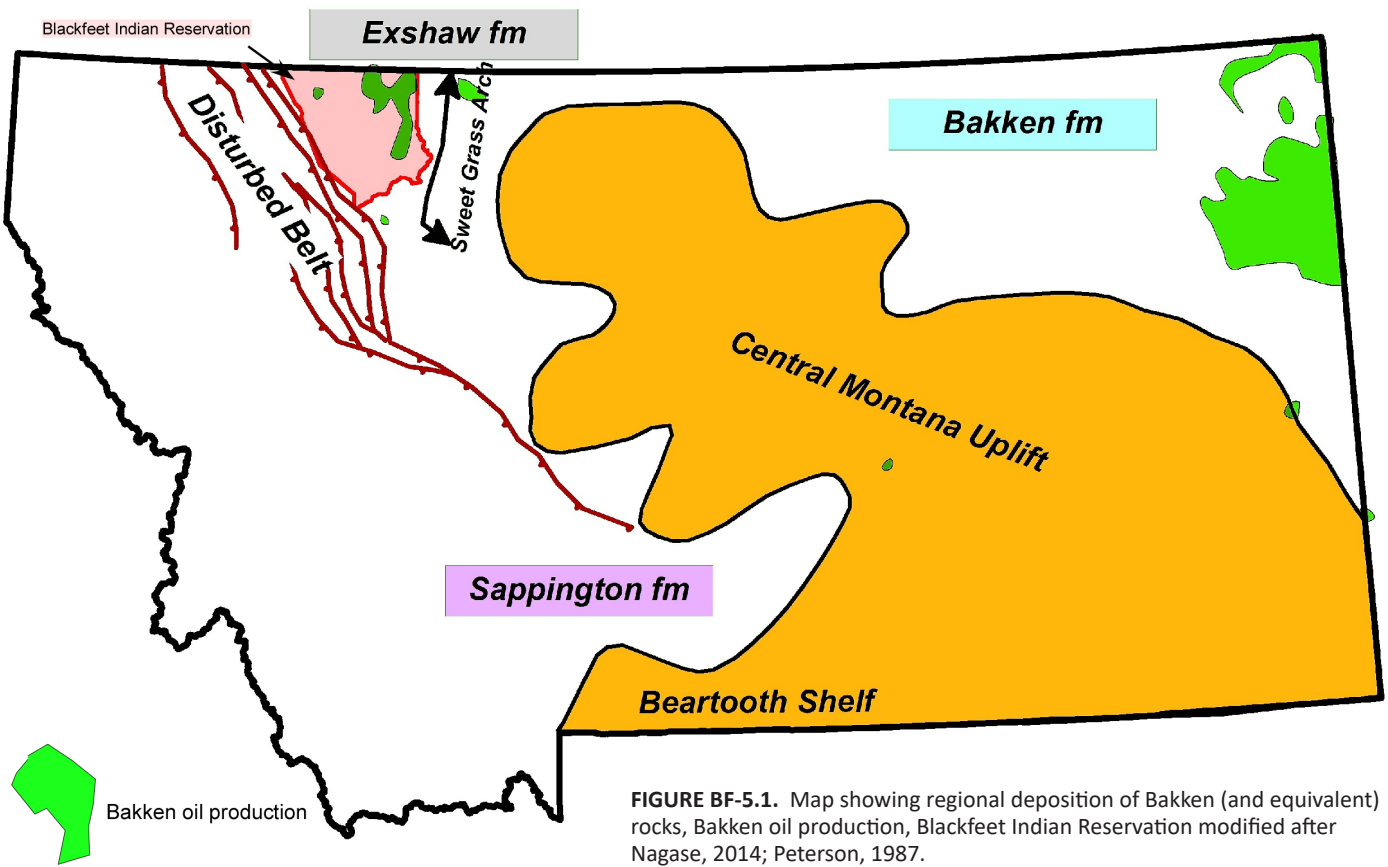 Blackfeet Indian Reservation
Exshaw fm
Disturbed Belt
Sweet Grass Arch
Bakken fm
Central Montana Uplift
Sappington fm
Beartooth Shelf
Bakken oil production
FIGURE BF-5.1. Map showing regional deposition of Bakken (and equivalent)
rocks, Bakken oil production, Blackfeet Indian Reservation modified after
Nagase, 2014; Peterson, 1987.